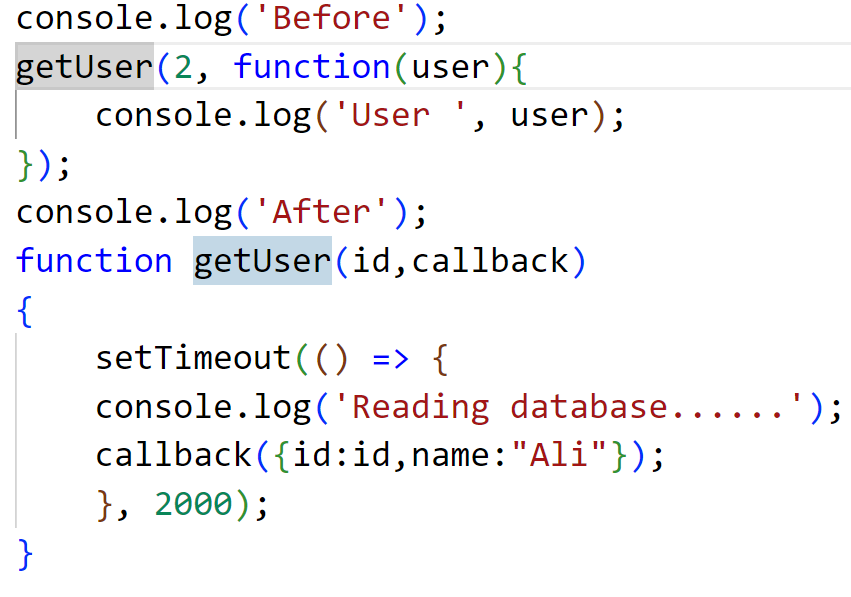 console.log('Before');
getUser(2, function(user){
    console.log('User ', user);
});
console.log('After');
function getUser(id,callback)
{
    setTimeout(() => {
    console.log('Reading database......');
    callback({id:id,name:"Ali"});
    }, 2000);
}